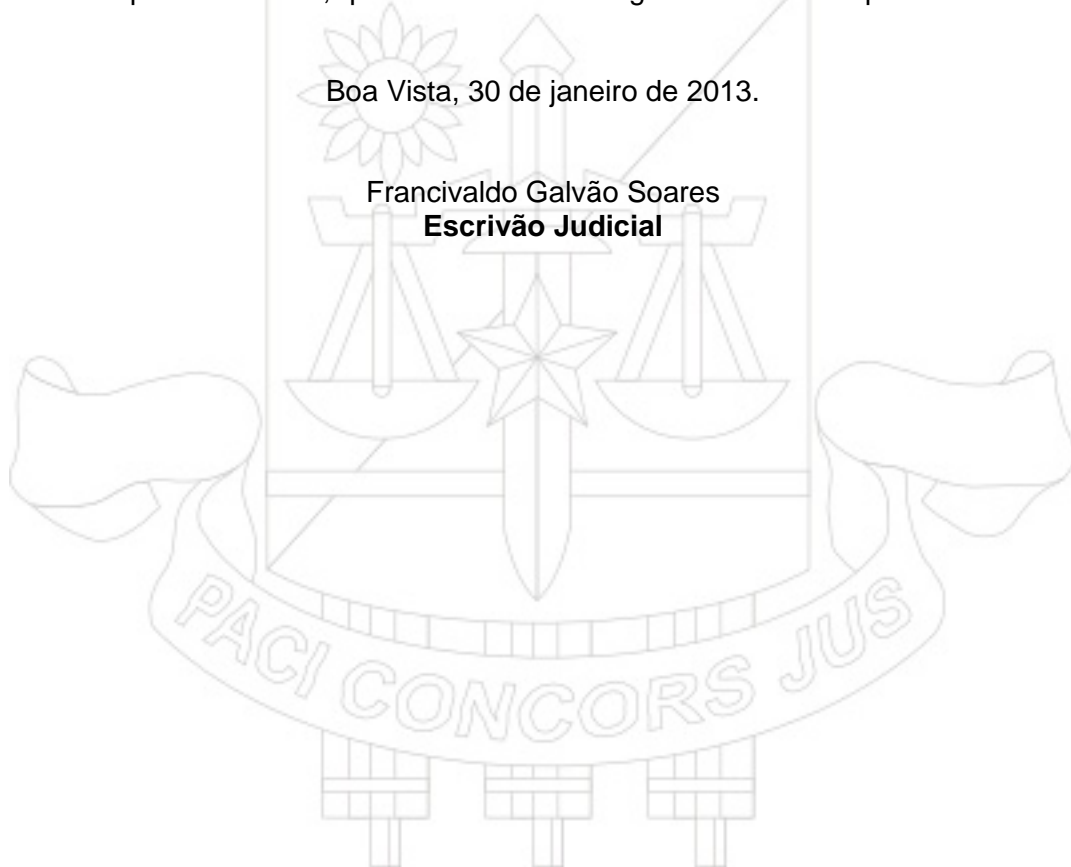 Boa Vista, 30 de janeiro de 2013.
Francivaldo Galvão Soares
Escrivão Judicial
PACI CONCORS JUS